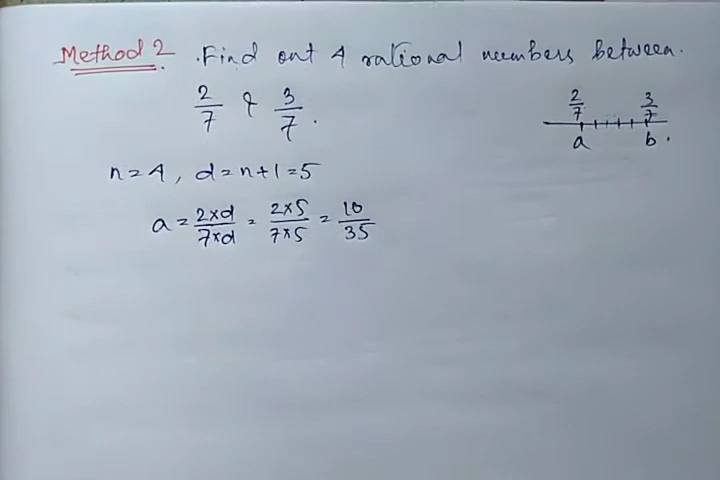 Method 2. Find out 4 rational numbers between.
2/7 & 3/7.
2/7 3/7
a b.
n = 4, d = n + 1 = 5
a = 2×d/7×d = 2×5/7×5 = 10/35